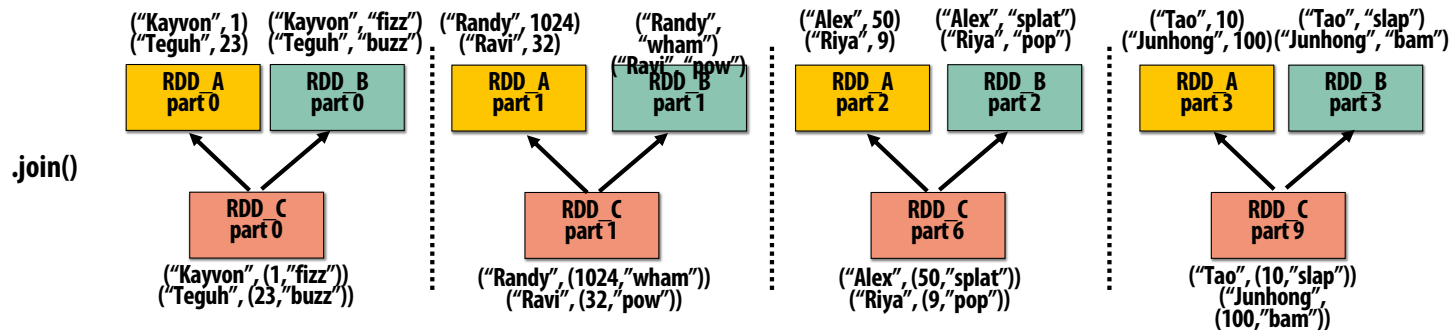 (“Kayvon”, 1)
(“Teguh”, 23)
(“Kayvon”, “fizz”)
(“Teguh”, “buzz”)
RDD_A
part 0
RDD_B
part 0
(“Randy”, 1024)
(“Ravi”, 32)
(“Randy”,
“wham”)
(“Ravi”, “pow”)
RDD_A
part 1
RDD_B
part 1
(“Alex”, 50)
(“Riya”, 9)
(“Alex”, “splat”)
(“Riya”, “pop”)
RDD_A
part 2
RDD_B
part 2
(“Tao”, 10)
(“Junhong”, 100)
(“Tao”, “slap”)
(“Junhong”, “bam”)
RDD_A
part 3
RDD_B
part 3
.join()
RDD_C
part 0
(“Kayvon”, (1,”fizz”))
(“Teguh”, (23,”buzz”))
RDD_C
part 1
(“Randy”, (1024,”wham”))
(“Ravi”, (32,”pow”))
RDD_C
part 6
(“Alex”, (50,”splat”))
(“Riya”, (9,”pop”))
RDD_C
part 9
(“Tao”, (10,”slap”))
(“Junhong”,
(100,”bam”))